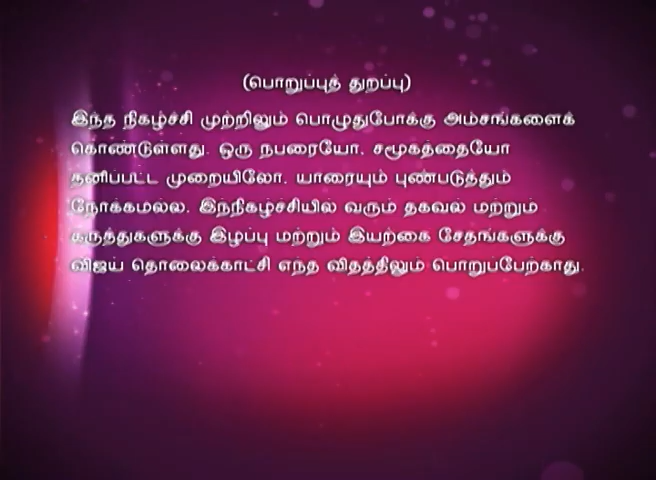 (பொறுப்புத் துறப்பு)
இந்த நிகழ்ச்சி முற்றிலும் பொழுதுபோக்கு அம்சங்களைக்
கொண்டுள்ளது. ஒரு நபரையோ, சமூகத்தையோ
தனிப்பட்ட முறையிலோ, யாரையும் புண்படுத்தும்
நோக்கமல்ல, இந்நிகழ்ச்சியில் வரும் தகவல் மற்றும்
கருத்துகளுக்கு இழப்பு மற்றும் இயற்கை சேதங்களுக்கு
விஜய் தொலைக்காட்சி எந்த விதத்திலும் பொறுப்பேற்காது.